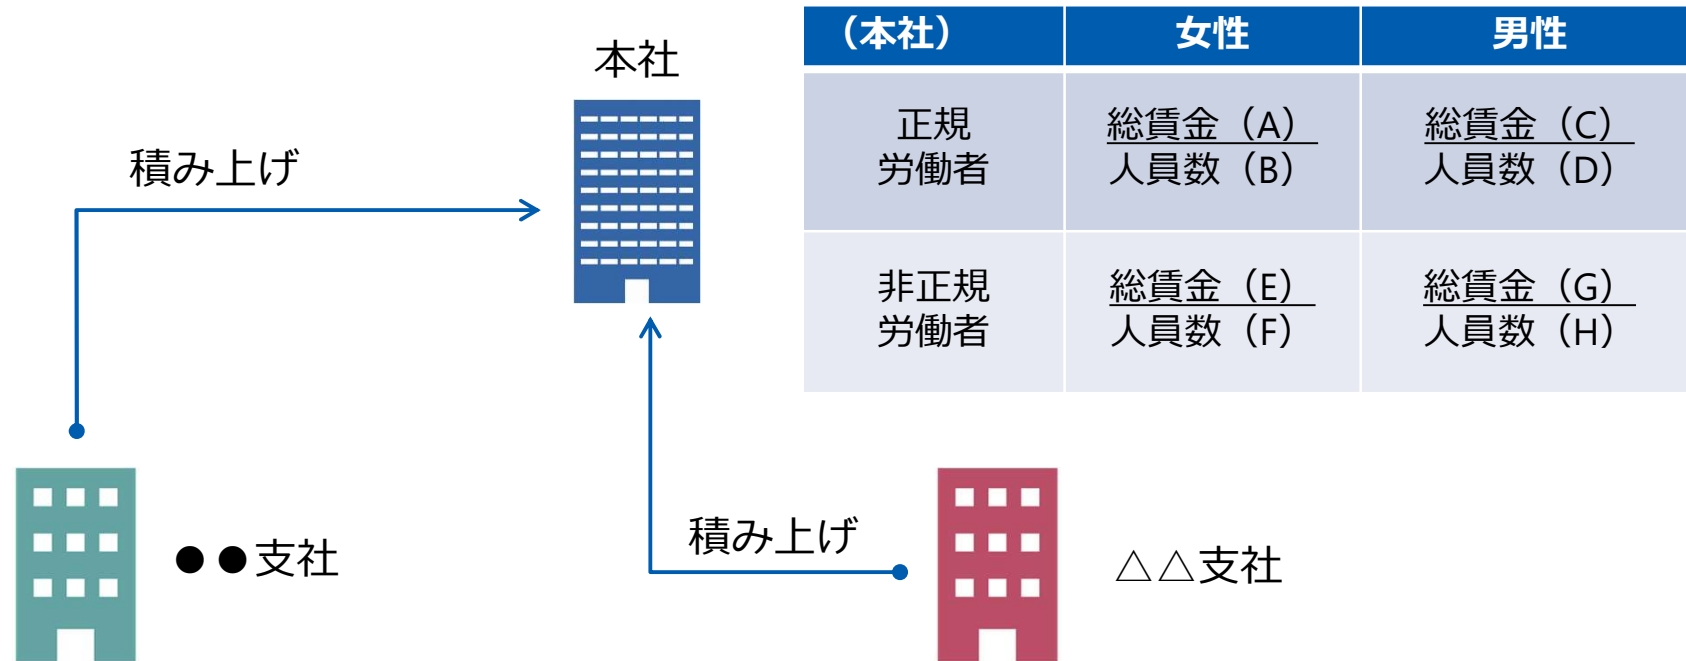 本社
積み上げ
●●支社
積み上げ
△△支社
（本社） 女性 男性
正規
労働者
総賃金（A）
人員数（B）
総賃金（C）
人員数（D）
非正規
労働者
総賃金（E）
人員数（F）
総賃金（G）
人員数（H）